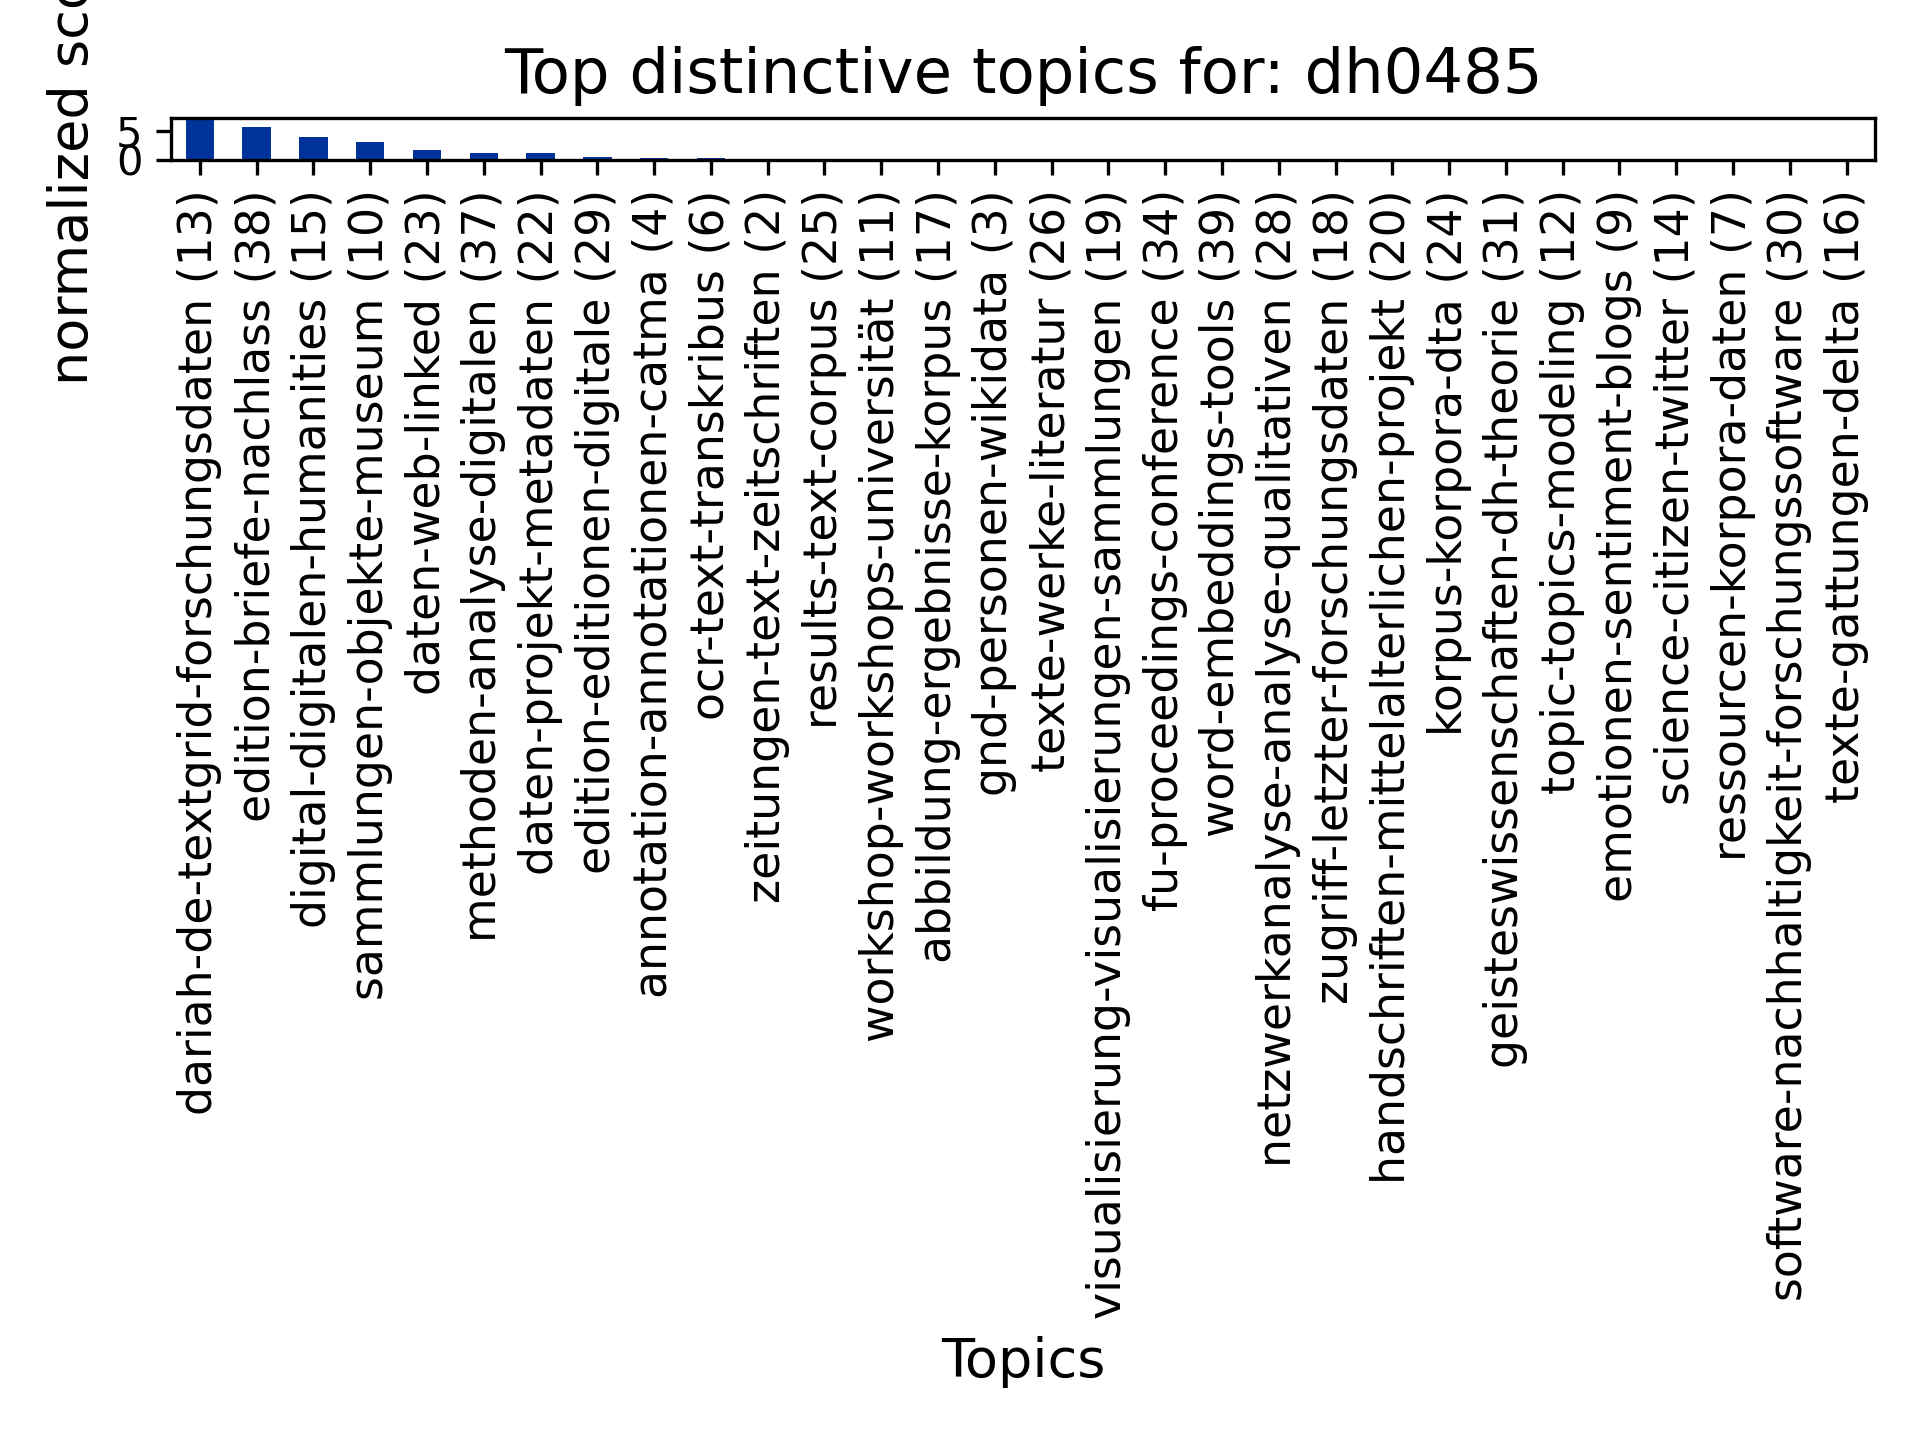 Top distinctive topics for: dh0485
normalized
5
0
dariah-de-textgrid-forschungsdaten (13)
edition-briefe-nachlass (38)
digital-digitalen-humanities (15)
sammlungen-objekte-museum (10)
daten-web-linked (23)
methoden-analyse-digitalen (37)
daten-projekt-metadaten (22)
edition-editionen-digitale (29)
annotation-annotationen-catma (4)
ocr-text-transkribus (6)
zeitungen-text-zeitschriften (2)
results-text-corpus (25)
workshop-workshops-universität (11)
abbildung-ergebnisse-korpus (17)
gnd-personen-wikidata (3)
texte-werke-literatur (26)
visualisierung-visualisierungen-sammlungen (19)
fu-proceedings-conference (34)
word-embeddings-tools (39)
netzwerkanalyse-analyse-qualitativen (28)
zugriff-letzter-forschungsdaten (18)
handschriften-mittelalterlichen-projekt (20)
korpus-korpora-dta (24)
geisteswissenschaften-dh-theorie (31)
topic-topics-modeling (12)
emotionen-sentiment-blogs (9)
science-citizen-twitter (14)
ressourcen-korpora-daten (7)
software-nachhaltigkeit-forschungssoftware (30)
texte-gattungen-delta (16)
Topics